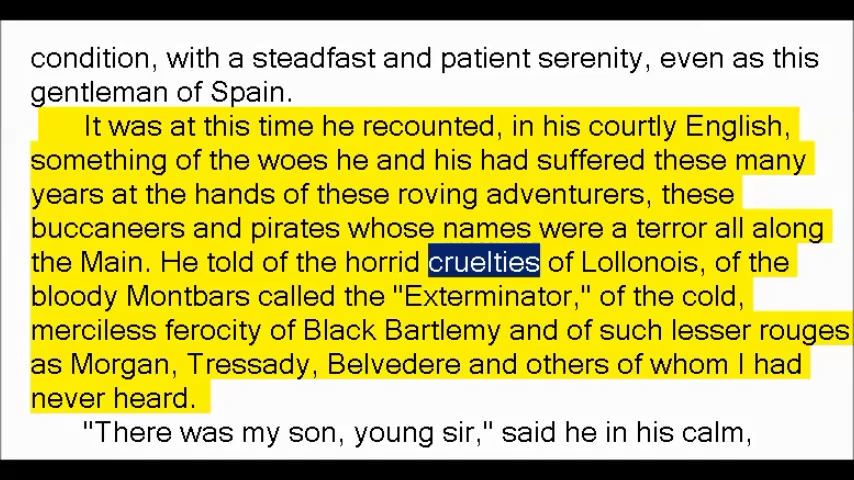 condition, with a steadfast and patient serenity, even as this
gentleman of Spain.
It was at this time he recounted, in his courtly English,
something of the woes he and his had suffered these many
years at the hands of these roving adventurers, these
buccaneers and pirates whose names were a terror all along
the Main. He told of the horrid cruelties of Lollonois, of the
bloody Montbars called the "Exterminator," of the cold,
merciless ferocity of Black Bartlemy and of such lesser rouges
as Morgan, Tressady, Belvedere and others of whom I had
never heard.
"There was my son, young sir," said he in his calm,